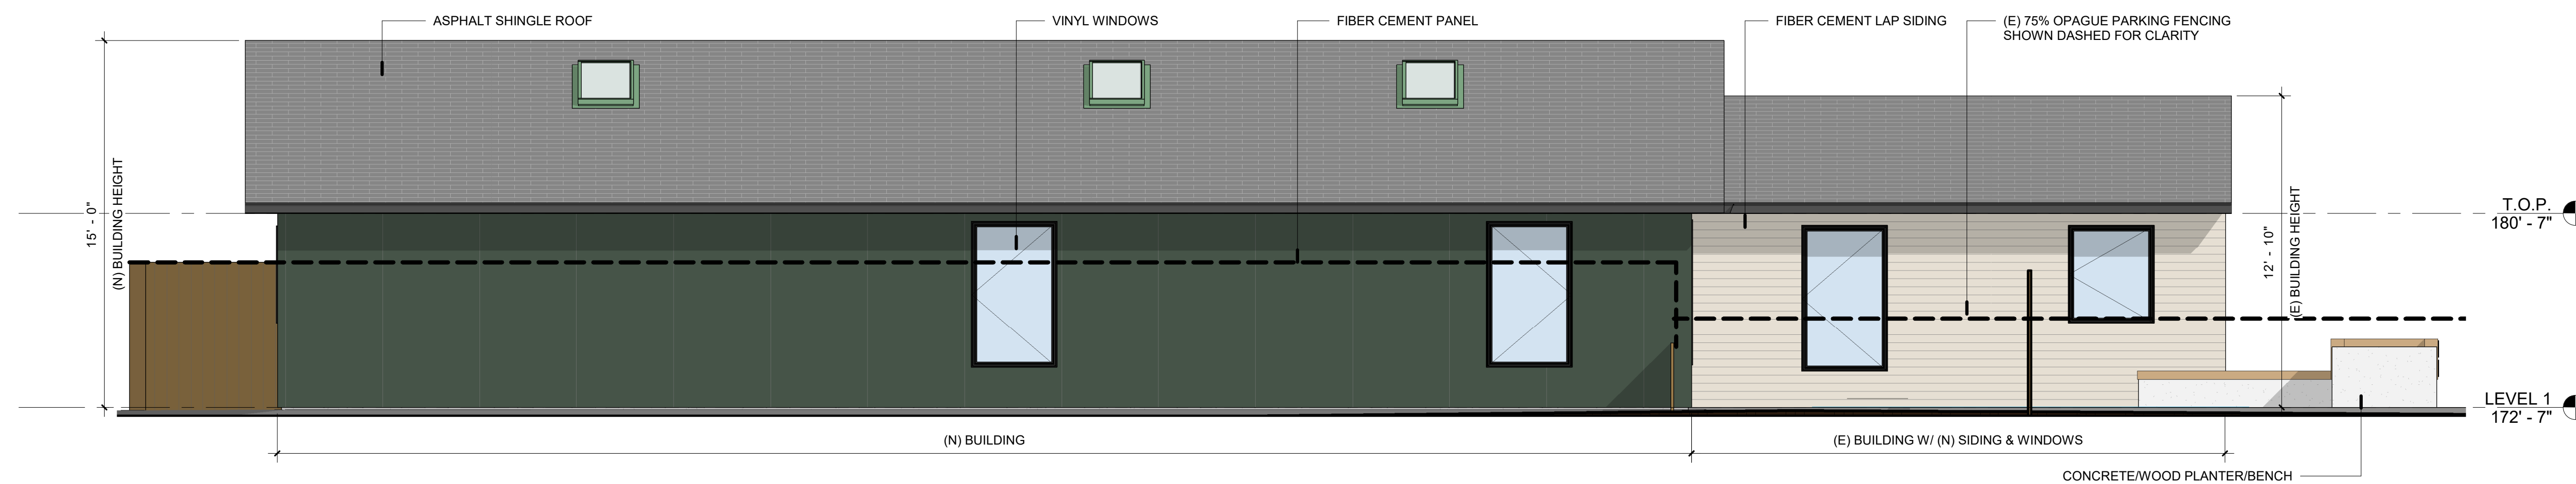 ASPHALT SHINGLE ROOF
VINYL WINDOWS
FIBER CEMENT PANEL
FIBER CEMENT LAP SIDING
(E) 75% OPAGUE PARKING FENCING
SHOWN DASHED FOR CLARITY
15' - 0"
(N) BUILDING HEIGHT
12' - 10"
(E) BUILDING HEIGHT
T.O.P.
180' - 7"
LEVEL 1
172' - 7"
(N) BUILDING
(E) BUILDING W/ (N) SIDING & WINDOWS
CONCRETE/WOOD PLANTER/BENCH